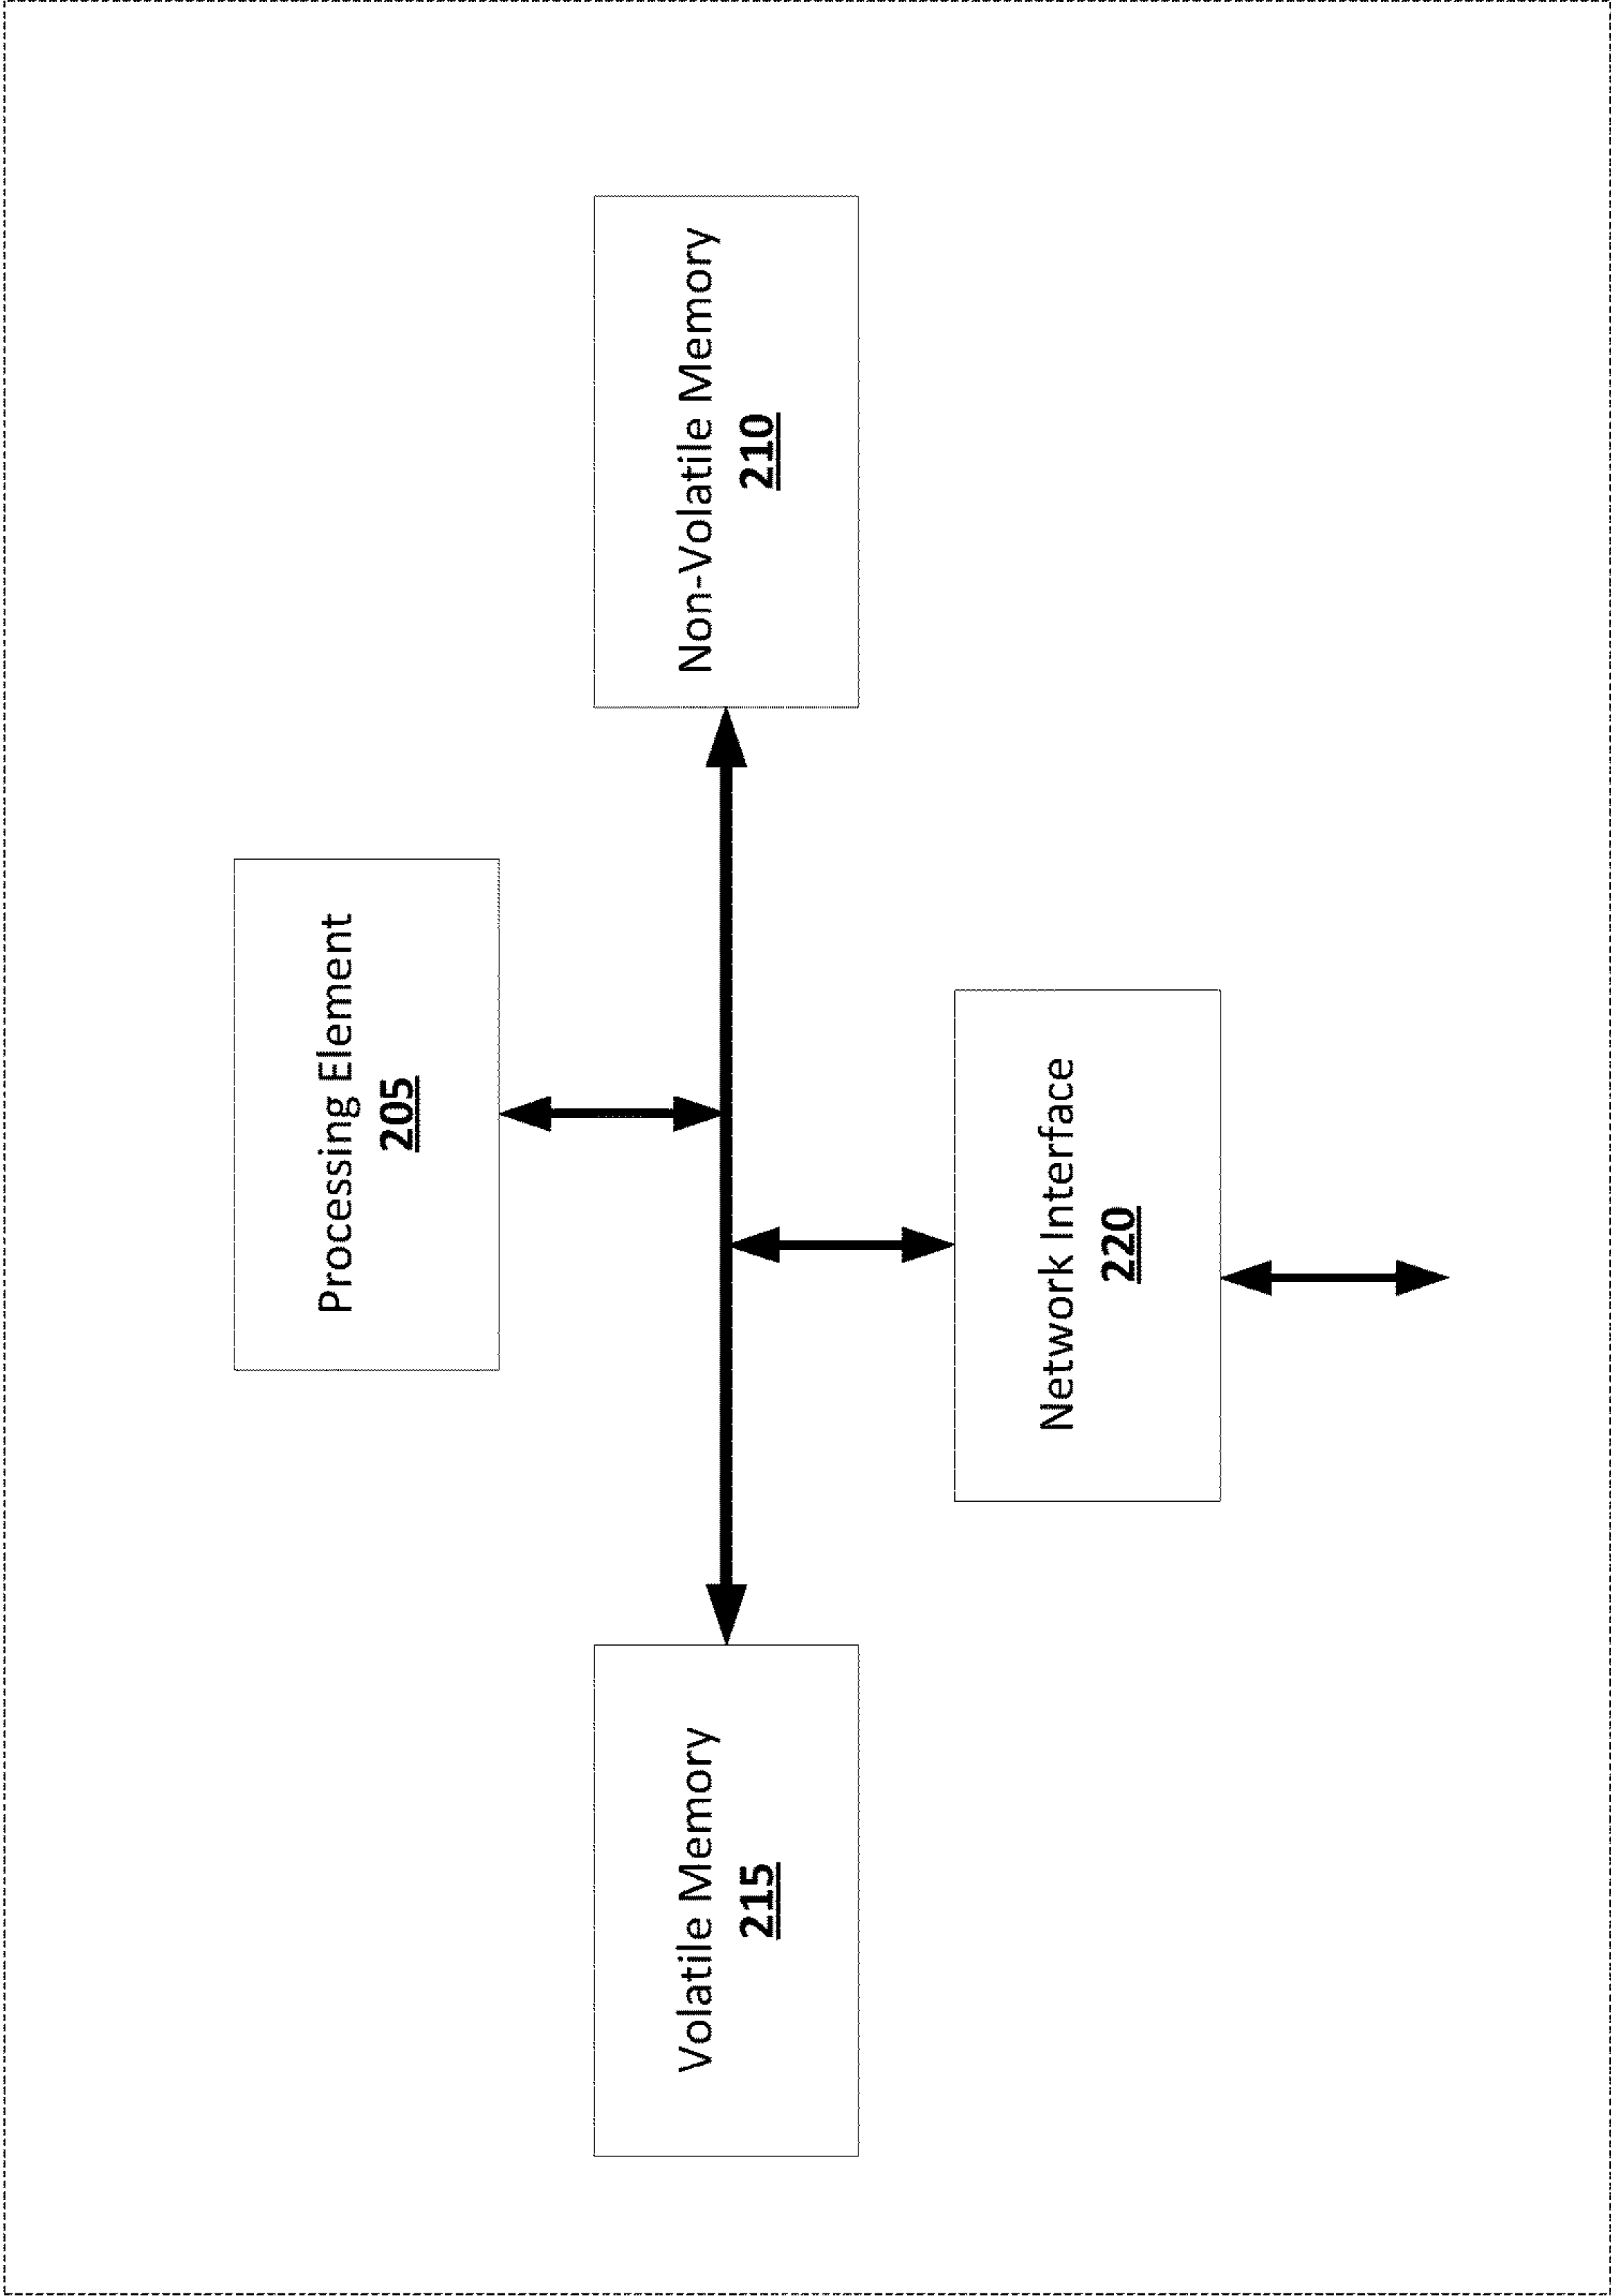 Processing Element
205
Volatile Memory
215
Non-Volatile Memory
210
Network Interface
220